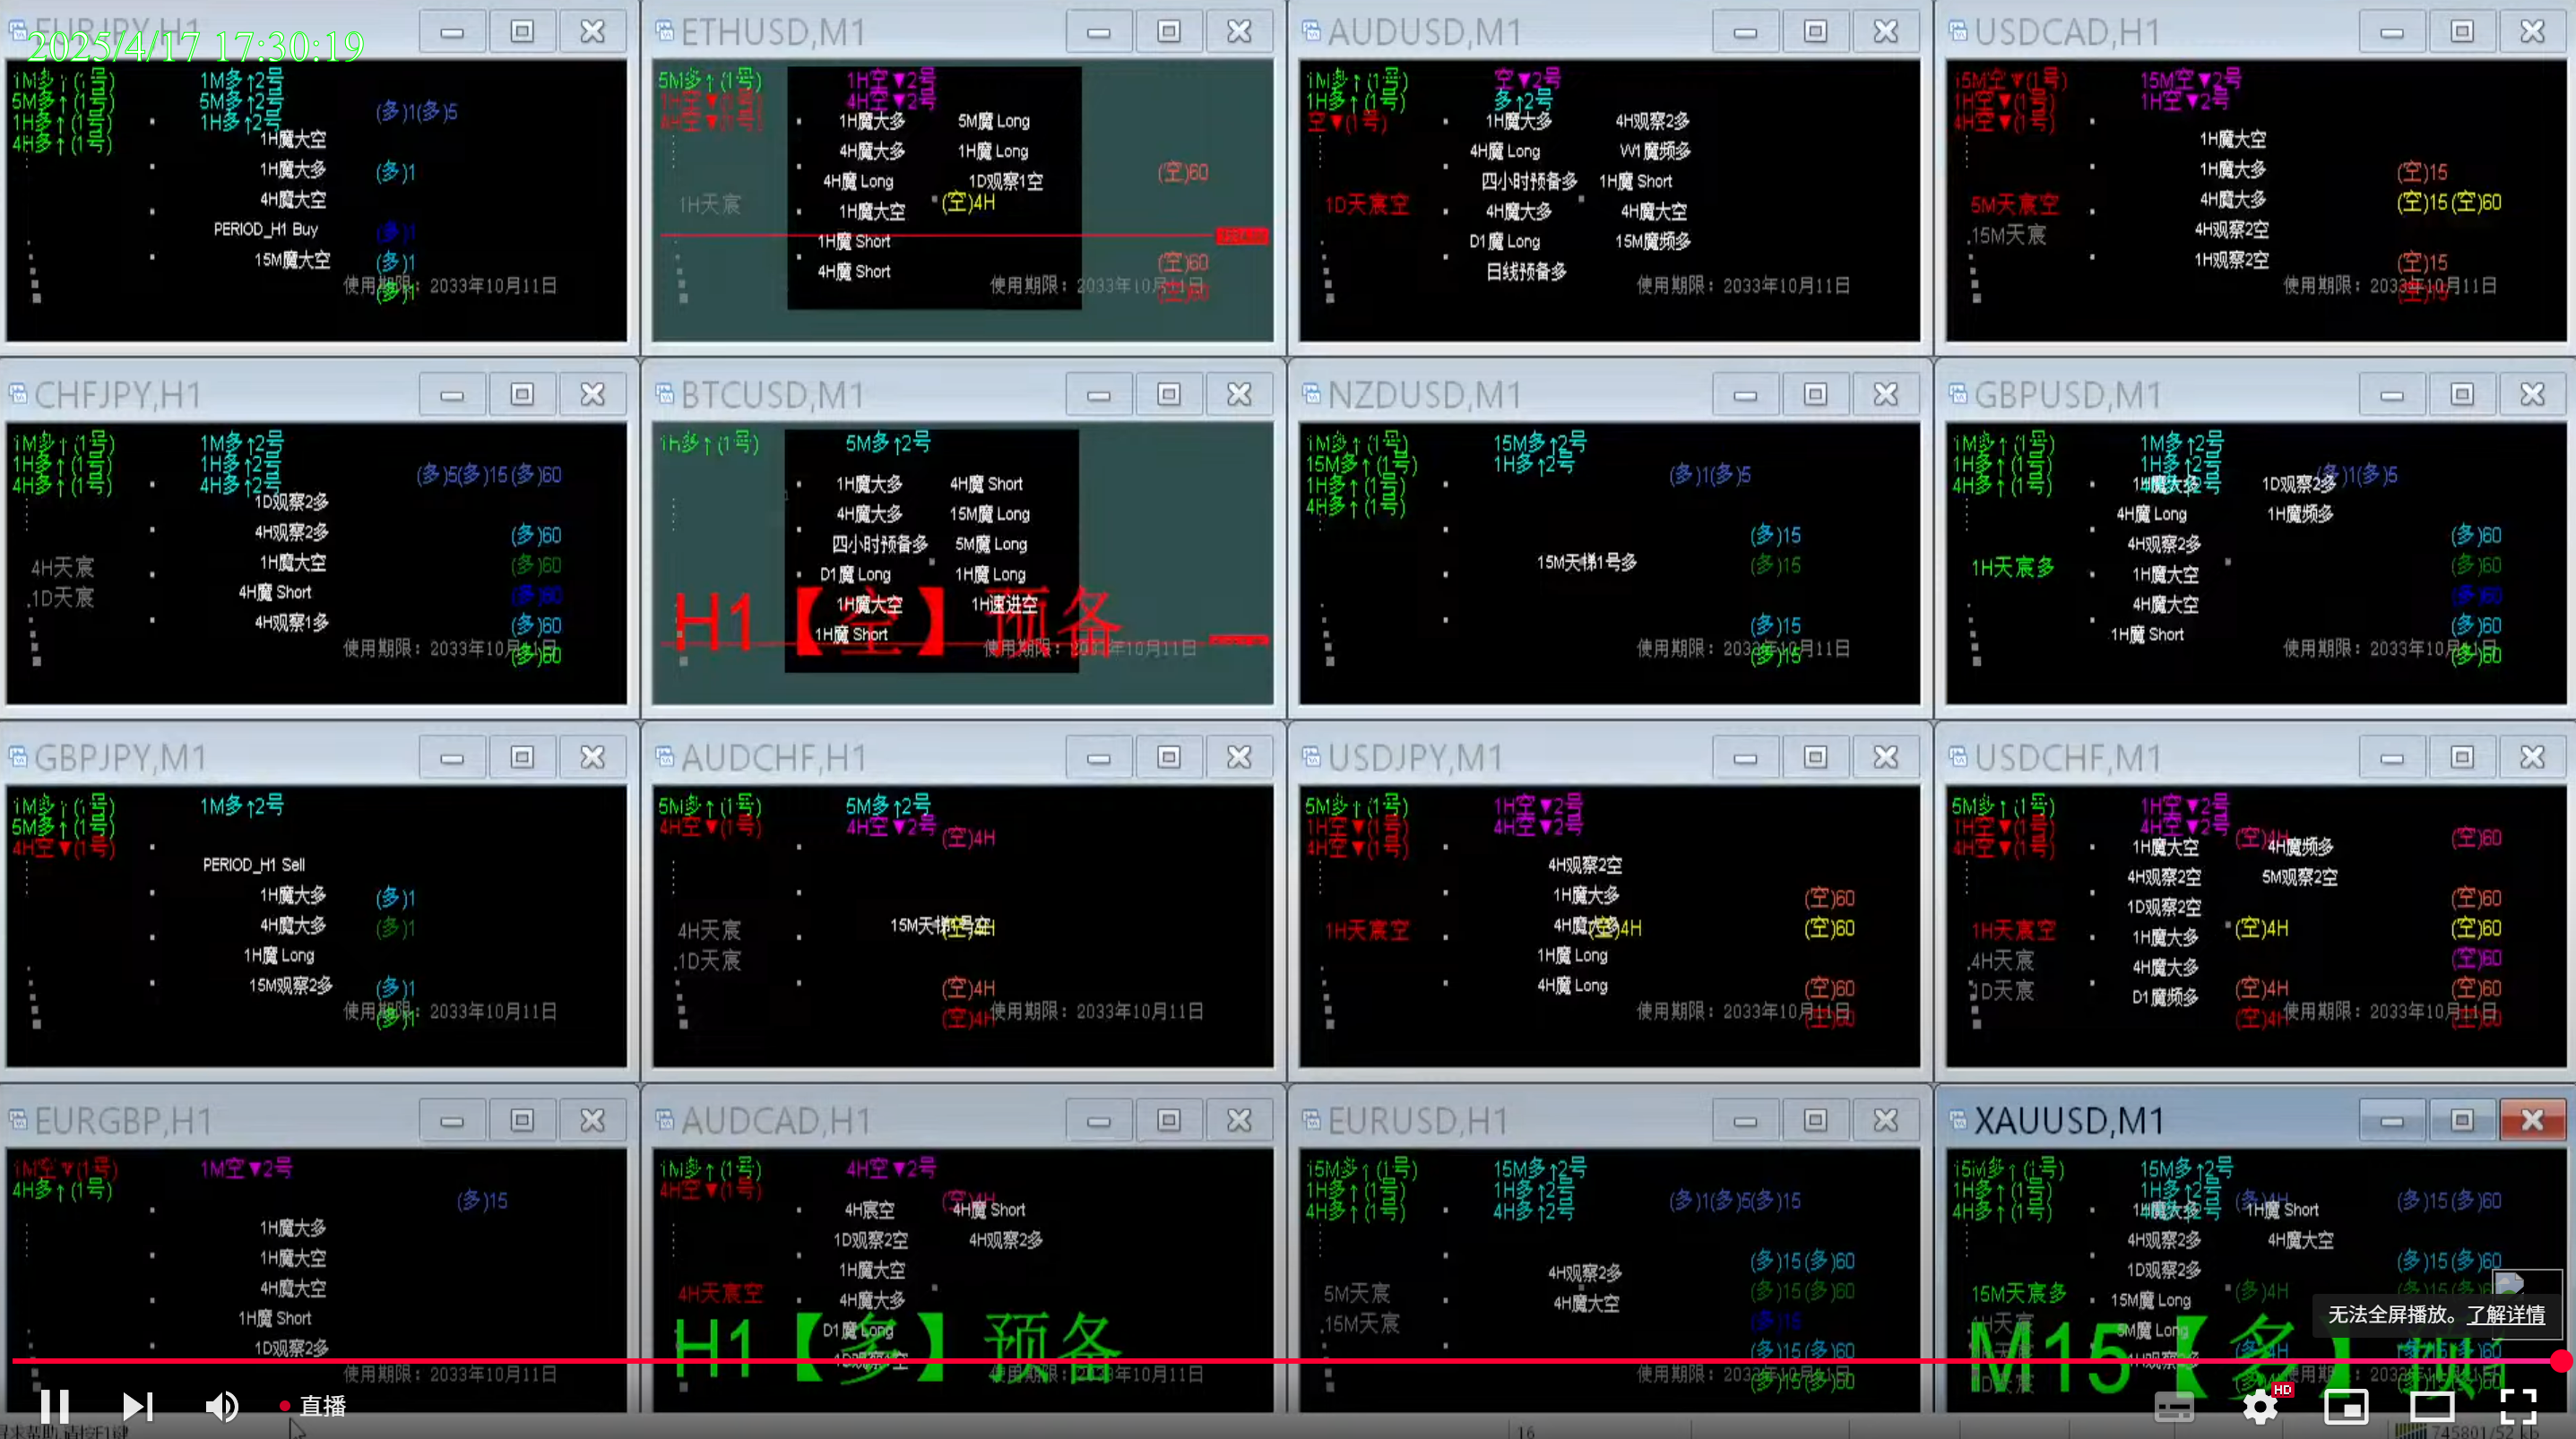 EURJPY,H1
2025/4/17 17:30:19
1M多↑(1号)
5M多↑(1号)
1H多↑(1号)
4H多↑(1号)
1M多↑2号
5M多↑2号
1H多↑2号
(多)1(多)5
1H魔大空
1H魔大多
(多)1
4H魔大空
PERIOD_H1 Buy
(多)1
15M魔大空
(多)1
(多)1
使用期限：2033年10月11日
ETHUSD,M1
5M多↑(1号)
1H空▼(1号)
4H空▼(1号)
1H空▼2号
4H空▼2号
1H魔大多
5M魔 Long
4H魔大多
1H魔 Long
(空)60
4H魔 Long
1D观察1空
1H天宸
(空)4H
1H魔大空
1H魔 Short
(空)60
4H魔 Short
(空)60
使用期限：2033年10月11日
AUDUSD,M1
1M多↑(1号)
1H多↑(1号)
空▼(1号)
空▼2号
多↑2号
1H魔大多
4H观察2多
4H魔 Long
W1魔频多
四小时预备多
1H魔 Short
1D天宸空
4H魔大多
4H魔大空
D1魔 Long
15M魔频多
日线预备多
使用期限：2033年10月11日
USDCAD,H1
15M空▼(1号)
1H空▼(1号)
4H空▼(1号)
15M空▼2号
1H空▼2号
1H魔大空
1H魔大多
(空)15
4H魔大多
5M天宸空
(空)15(空)60
4H观察2空
15M天宸
1H观察2空
(空)15
(空)15
使用期限：2033年10月11日
CHFJPY,H1
1M多↑(1号)
1H多↑(1号)
4H多↑(1号)
1M多↑2号
1H多↑2号
4H多↑2号
(多)5(多)15(多)60
1D观察2多
4H观察2多
(多)60
1H魔大空
4H天宸
(多)60
4H魔 Short
1D天宸
(多)60
4H观察1多
(多)60
(多)60
使用期限：2033年10月11日
BTCUSD,M1
1h多↑(1号)
5M多↑2号
1H魔大多
4H魔 Short
4H魔大多
15M魔 Long
四小时预备多
5M魔 Long
D1魔 Long
1H魔 Long
1H魔大空
1H速进空
1H魔 Short
H1【空】预备
使用期限：2033年10月11日
NZDUSD,M1
1M多↑(1号)
15M多↑(1号)
1H多↑(1号)
4H多↑(1号)
15M多↑2号
1H多↑2号
(多)1(多)5
(多)15
15M天梯1号多
(多)15
(多)15
(多)15
使用期限：2033年10月11日
GBPUSD,M1
1M多↑(1号)
1H多↑(1号)
4H多↑(1号)
1M多↑2号
1H多↑2号
4H多↑2号
(多)1(多)5
1H魔大多
1D观察2多
4H魔 Long
1H魔频多
4H观察2多
(多)60
1H天宸多
1H魔大空
(多)60
4H魔大空
(多)60
1H魔 Short
(多)60
(多)60
使用期限：2033年10月11日
GBPJPY,M1
1M多↑(1号)
5M多↑(1号)
4H空▼(1号)
1M多↑2号
PERIOD_H1 Sell
1H魔大多
(多)1
4H魔大多
(多)1
1H魔 Long
15M观察2多
(多)1
(多)1
使用期限：2033年10月11日
AUDCHF,H1
5M多↑(1号)
4H空▼(1号)
5M多↑2号
4H空▼2号
(空)4H
4H天宸
(空)4H
1D天宸
(空)4H
(空)4H
使用期限：2033年10月11日
USDJPY,M1
5M多↑(1号)
1H空▼(1号)
4H空▼(1号)
1H空▼2号
4H空▼2号
4H观察2空
1H魔大多
(空)60
1H天宸空
4H魔大多
(空)4H
(空)60
1H魔 Long
4H魔 Long
(空)60
(空)60
使用期限：2033年10月11日
USDCHF,M1
5M多↑(1号)
1H空▼(1号)
4H空▼(1号)
1H空▼2号
4H空▼2号
(空)4H
(空)60
1H魔大空
4H魔频多
4H观察2空
5M观察2空
1D观察2空
(空)60
1H天宸空
1H魔大多
(空)4H
(空)60
4H天宸
4H魔大多
(空)60
1D天宸
D1魔频多
(空)4H
(空)60
(空)4H
(空)60
使用期限：2033年10月11日
EURGBP,H1
1M空▼(1号)
4H多↑(1号)
1M空▼2号
(多)15
1H魔大多
1H魔大空
4H魔大空
1H魔 Short
1D观察2多
使用期限：2033年10月11日
AUDCAD,H1
1M多↑(1号)
4H空▼(1号)
4H空▼2号
(空)4H
4H宸空
4H魔 Short
1D观察2空
4H观察2多
1H魔大空
4H天宸空
4H魔大多
D1魔 Long
H1【多】预备
使用期限：2033年10月11日
EURUSD,H1
15M多↑(1号)
1H多↑(1号)
4H多↑(1号)
15M多↑2号
1H多↑2号
4H多↑2号
(多)1(多)5(多)15
4H观察2多
(多)15(多)60
5M天宸
4H魔大空
(多)15(多)60
15M天宸
(多)15
(多)15(多)60
(多)15(多)60
使用期限：2033年10月11日
XAUUSD,M1
15M多↑(1号)
1H多↑(1号)
4H多↑(1号)
15M多↑2号
1H多↑2号
4H多↑2号
(多)4H
(多)15(多)60
1H魔大多
1H魔 Short
4H观察2多
4H魔大空
1D观察2多
(多)15(多)60
15M天宸多
15M魔 Long
(多)4H
5M魔 Long
无法全屏播放。了解详情
M15【多】预
直播
HD
16
745801/52 kb